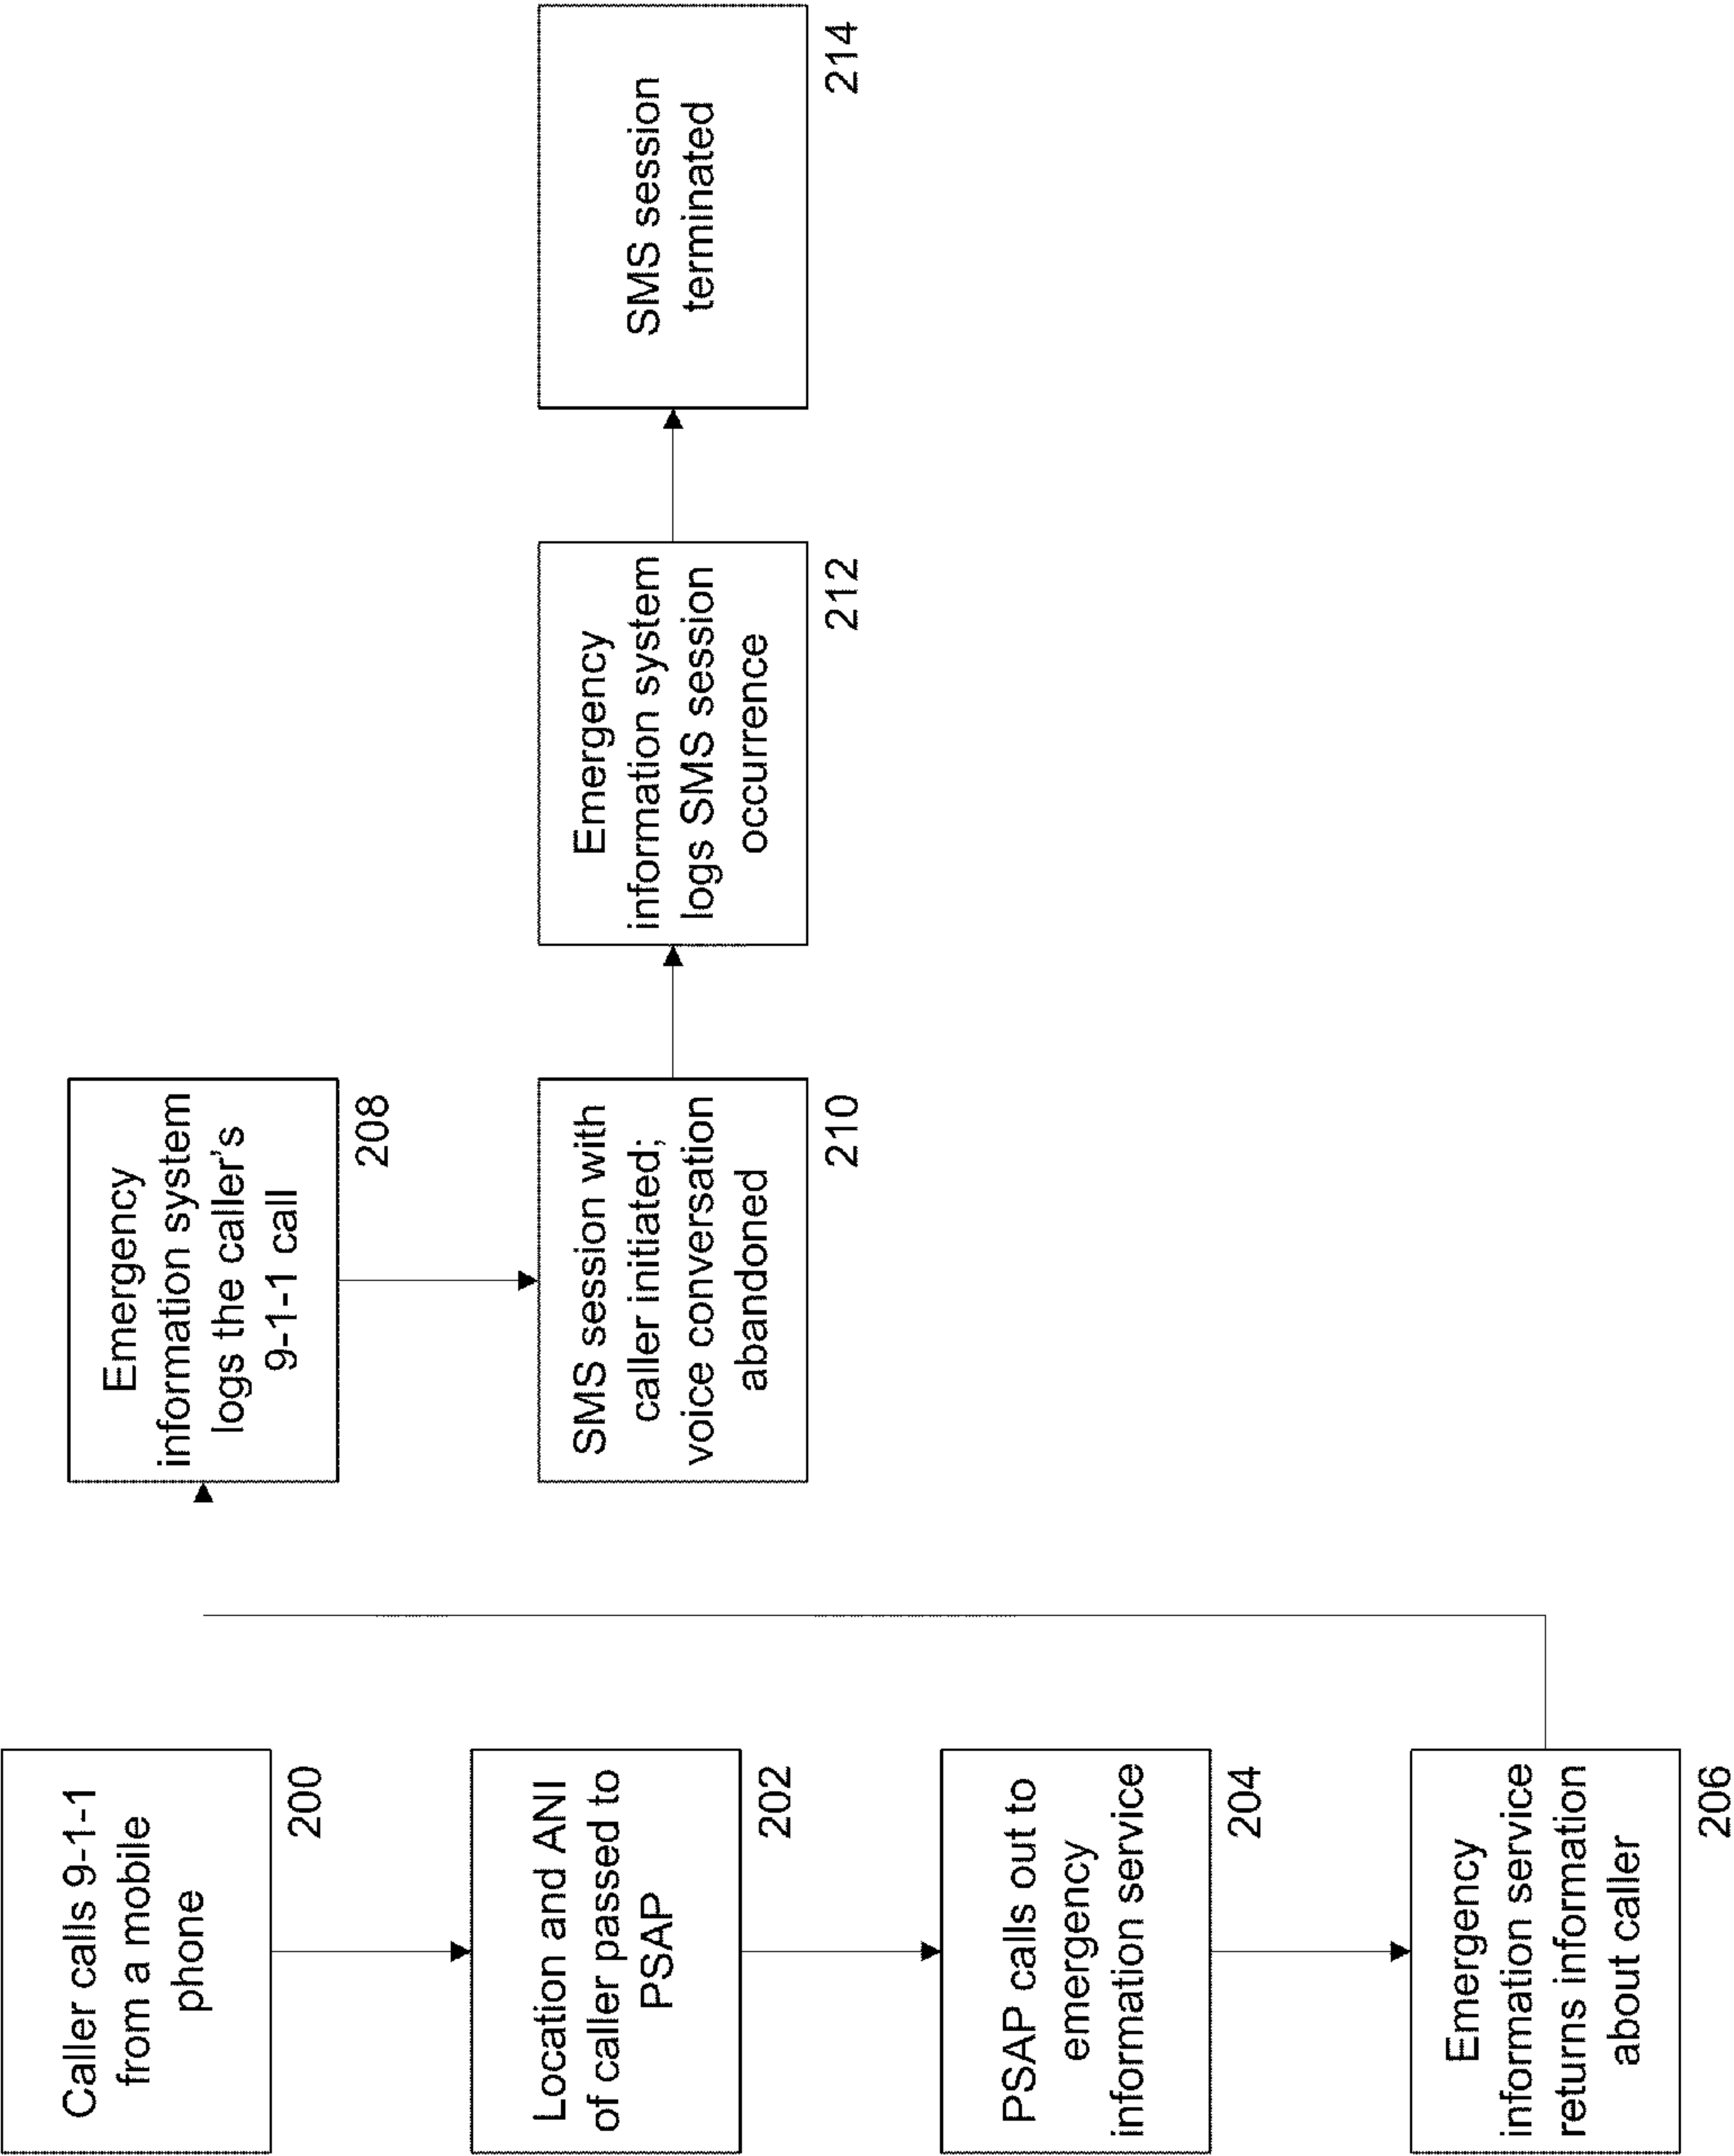 Caller calls 9-1-1
from a mobile
phone
200
Location and ANI
of caller passed to
PSAP
202
PSAP calls out to
emergency
information service
204
Emergency
information service
returns information
about caller
206
Emergency
information system
logs the caller's
9-1-1 call
208
SMS session with
caller initiated;
voice conversation
abandoned
210
Emergency
information system
logs SMS session
occurrence
212
SMS session
terminated
214